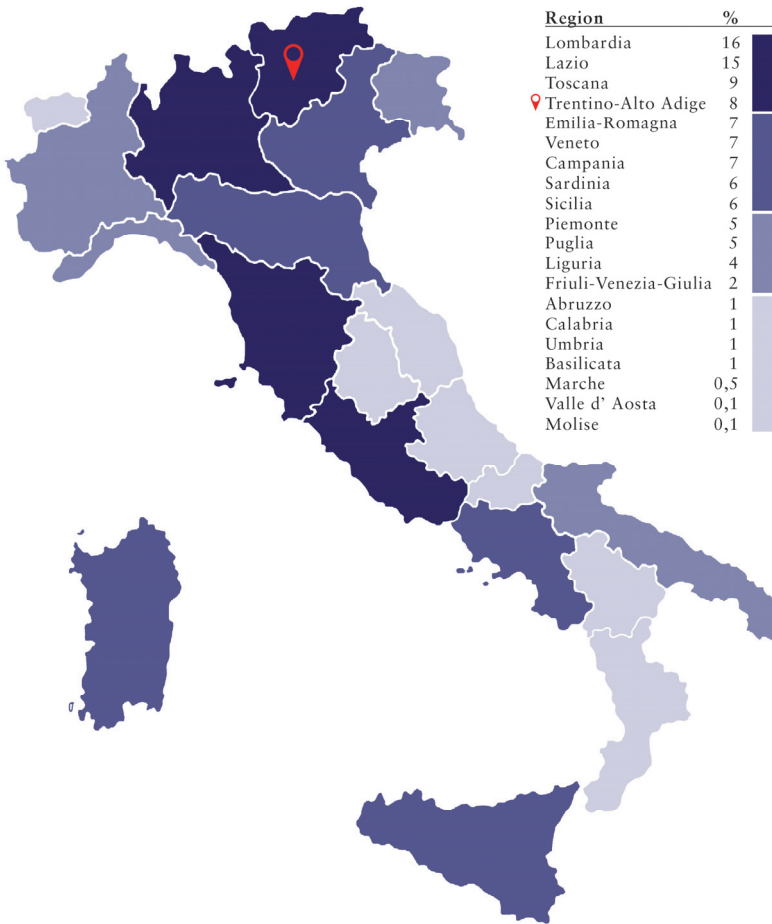 Region %
Lombardia 16
Lazio 15
Toscana 9
Trentino-Alto Adige 8
Emilia-Romagna 7
Veneto 7
Campania 7
Sardinia 6
Sicilia 6
Piemonte 5
Puglia 5
Liguria 4
Friuli-Venezia-Giulia 2
Abruzzo 1
Calabria 1
Umbria 1
Basilicata 1
Marche 0,5
Valle d' Aosta 0,1
Molise 0,1